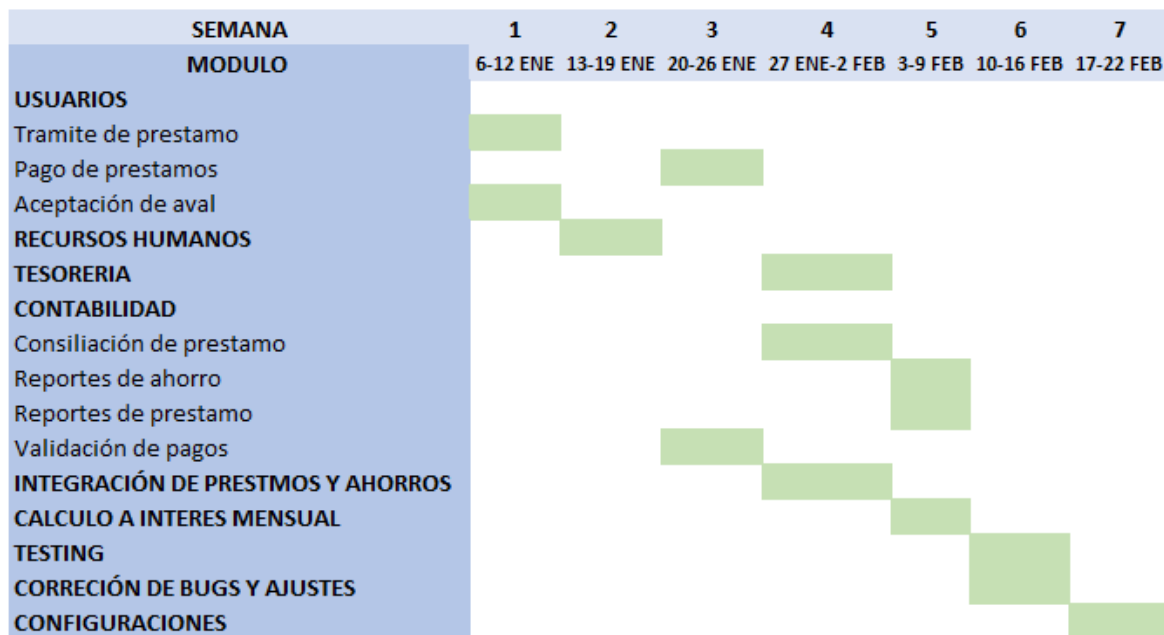 SEMANA 1 2 3 4 5 6 7
MODULO 6-12 ENE 13-19 ENE 20-26 ENE 27 ENE-2 FEB 3-9 FEB 10-16 FEB 17-22 FEB
USUARIOS
Tramite de prestamo
Pago de prestamos
Aceptación de aval
RECURSOS HUMANOS
TESORERIA
CONTABILIDAD
Consiliación de prestamo
Reportes de ahorro
Reportes de prestamo
Validación de pagos
INTEGRACIÓN DE PRESTMOS Y AHORROS
CALCULO A INTERES MENSUAL
TESTING
CORRECIÓN DE BUGS Y AJUSTES
CONFIGURACIONES